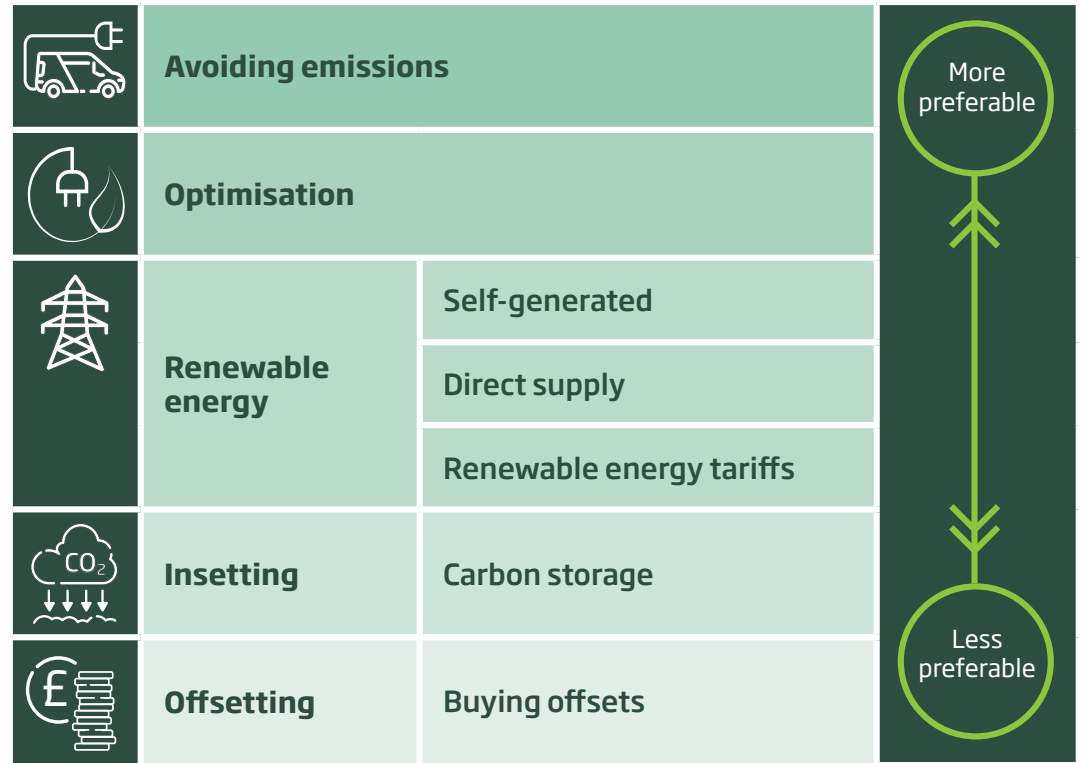 Avoiding emissions
More
preferable
Optimisation
Renewable
energy
Self-generated
Direct supply
Renewable energy tariffs
CO₂
Insetting
Carbon storage
£
Offsetting
Buying offsets
Less
preferable